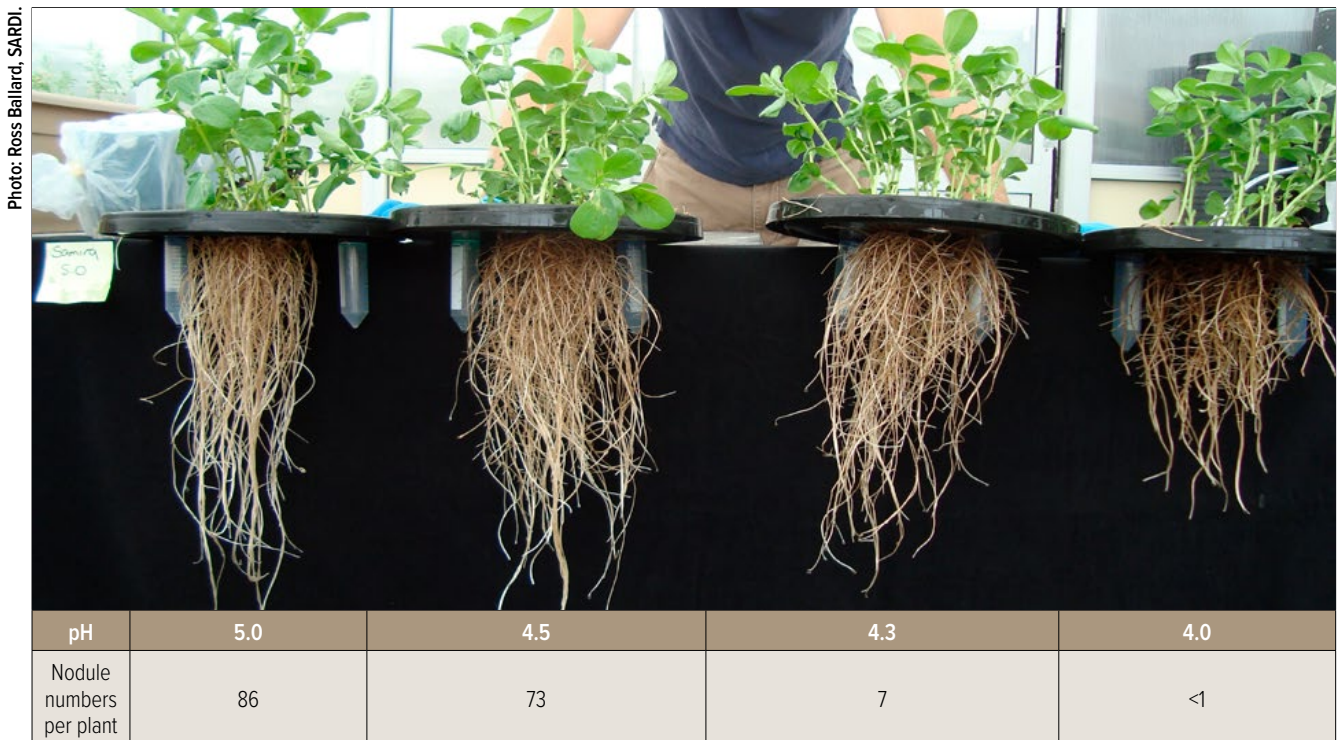 Photo: Ross Ballard, SARDI.
Samira
5.0
pH 5.0 4.5 4.3 4.0
Nodule
numbers
per plant
86 73 7 <1